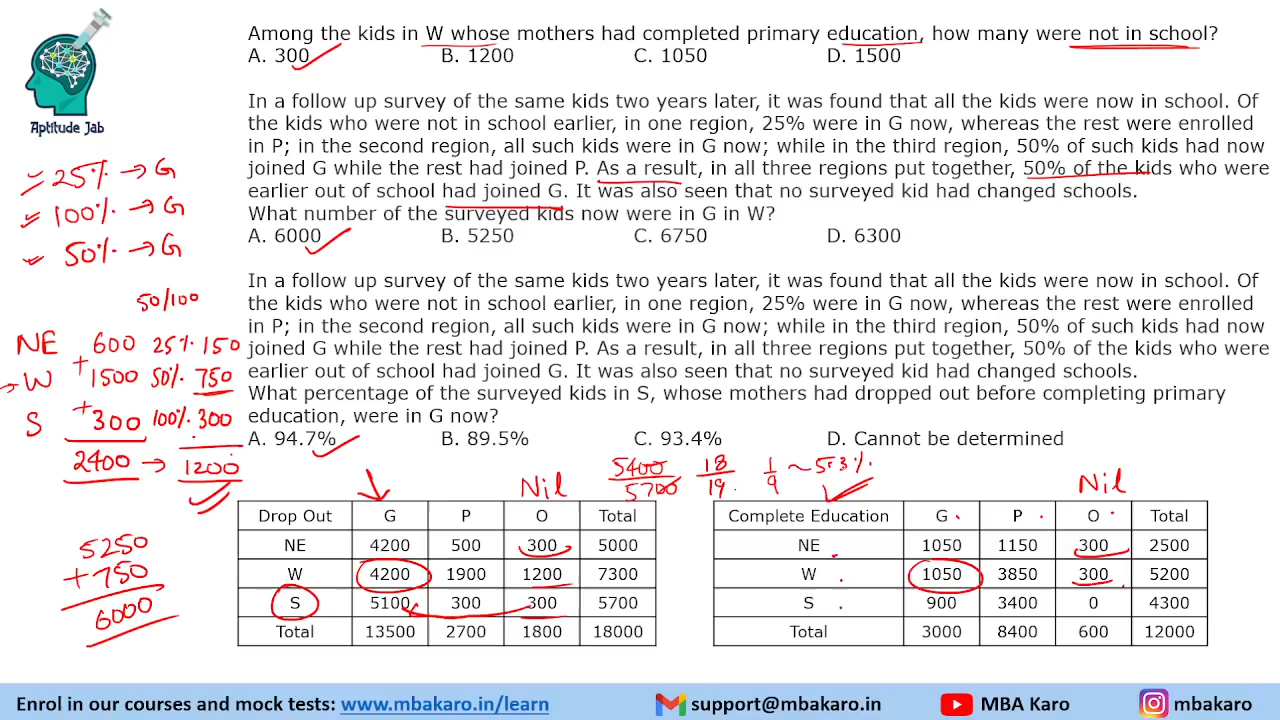 Among the kids in W whose mothers had completed primary education, how many were not in school?
A. 300 B. 1200 C. 1050 D. 1500
In a follow up survey of the same kids two years later, it was found that all the kids were now in school. Of
the kids who were not in school earlier, in one region, 25% were in G now, whereas the rest were enrolled
in P; in the second region, all such kids were in G now; while in the third region, 50% of such kids had now
joined G while the rest had joined P. As a result, in all three regions put together, 50% of the kids who were
earlier out of school had joined G. It was also seen that no surveyed kid had changed schools.
What number of the surveyed kids now were in G in W?
A. 6000 B. 5250 C. 6750 D. 6300
In a follow up survey of the same kids two years later, it was found that all the kids were now in school. Of
the kids who were not in school earlier, in one region, 25% were in G now, whereas the rest were enrolled
in P; in the second region, all such kids were in G now; while in the third region, 50% of such kids had now
joined G while the rest had joined P. As a result, in all three regions put together, 50% of the kids who were
earlier out of school had joined G. It was also seen that no surveyed kid had changed schools.
What percentage of the surveyed kids in S, whose mothers had dropped out before completing primary
education, were in G now?
A. 94.7% B. 89.5% C. 93.4% D. Cannot be determined
Aptitude Jab
25% → G
100% → G
50% → G
50/100
NE 600 25% 150
→ W + 1500 50% 750
S + 300 100% 300
2400 → 1200
5250
+750
6000
5400/5700 18/19 1/9 ~ 5.3%
Nil
Drop Out G P O Total
NE 4200 500 300 5000
W 4200 1900 1200 7300
S 5100 300 300 5700
Total 13500 2700 1800 18000
Nil
Complete Education G P O Total
NE 1050 1150 300 2500
W 1050 3850 300 5200
S 900 3400 0 4300
Total 3000 8400 600 12000
Enrol in our courses and mock tests: www.mbakaro.in/learn support@mbakaro.in MBA Karo mbakaro